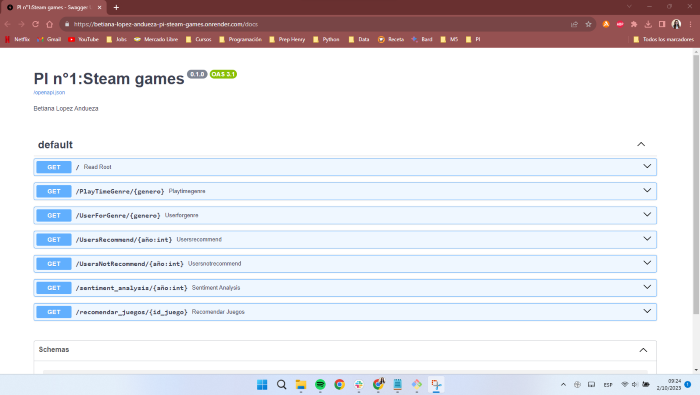 PI n°1:Steam games - Swagger U
https://betiana-lopez-andueza-pi-steam-games.onrender.com/docs
Netflix Gmail YouTube Jobs Mercado Libre Cursos Programación Prep Henry Python Data Receta Bard M5 PI Todos los marcadores
PI n°1:Steam games 0.1.0 OAS 3.1
/openapi.json
Betiana Lopez Andueza
default
GET / Read Root
GET /PlayTimeGenre/{genero} Playtimegenre
GET /UserForGenre/{genero} Userforgenre
GET /UsersRecommend/{año:int} Usersrecommend
GET /UsersNotRecommend/{año:int} Usersnotrecommend
GET /sentiment_analysis/{año:int} Sentiment Analysis
GET /recomendar_juegos/{id_juego} Recomendar Juegos
Schemas
ESP 09:24
2/10/2023